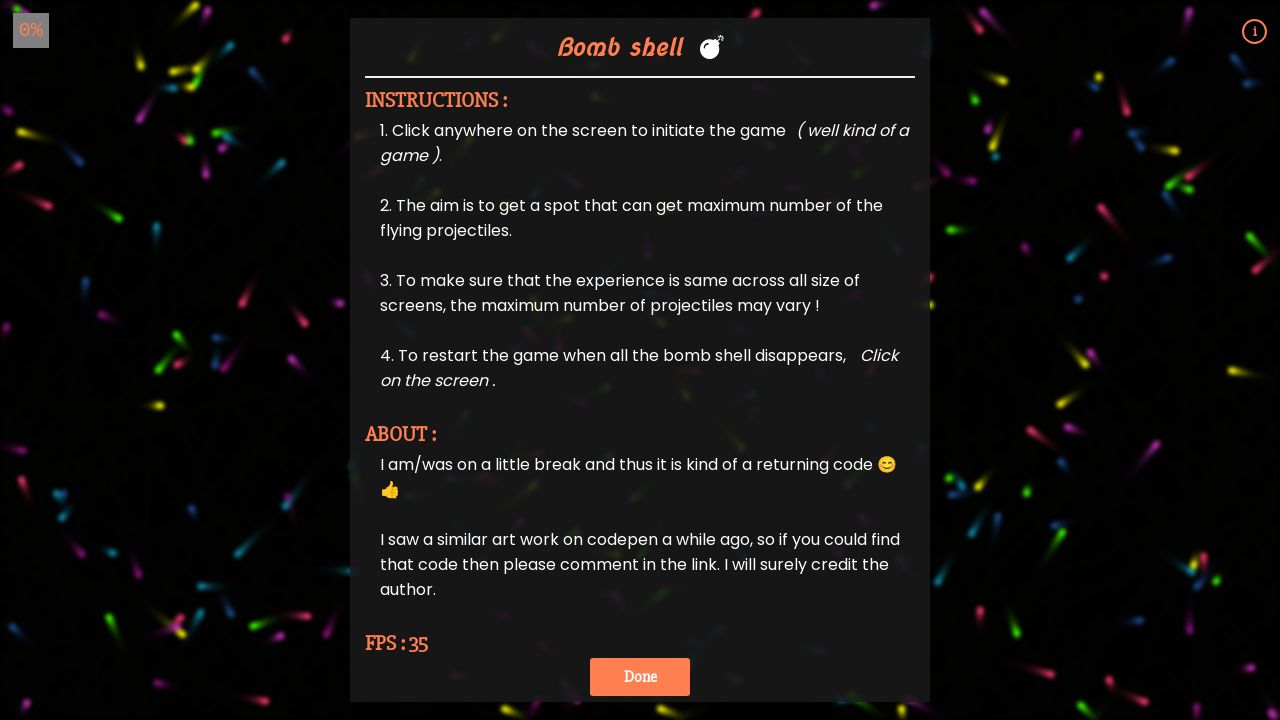 0%
i
Bomb shell 💣
INSTRUCTIONS :
1. Click anywhere on the screen to initiate the game ( well kind of a
game ).
2. The aim is to get a spot that can get maximum number of the
flying projectiles.
3. To make sure that the experience is same across all size of
screens, the maximum number of projectiles may vary !
4. To restart the game when all the bomb shell disappears, Click
on the screen .
ABOUT :
I am/was on a little break and thus it is kind of a returning code 😊
👍
I saw a similar art work on codepen a while ago, so if you could find
that code then please comment in the link. I will surely credit the
author.
FPS : 35
Done